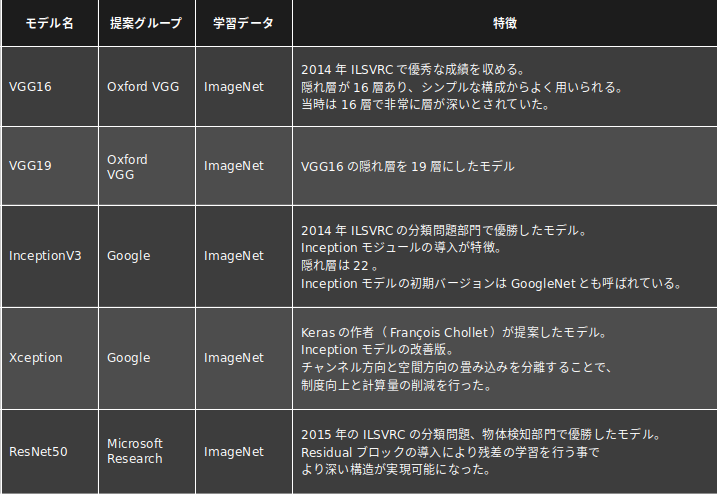 モデル名 提案グループ 学習データ 特徴
VGG16 Oxford VGG ImageNet
2014 年 ILSVRC で優秀な成績を収める。
隠れ層が 16 層あり、シンプルな構成からよく用いられる。
当時は 16 層で非常に層が深いとされていた。
VGG19
Oxford
VGG
ImageNet
VGG16 の隠れ層を 19 層にしたモデル
InceptionV3 Google ImageNet
2014 年 ILSVRC の分類問題部門で優勝したモデル。
Inception モジュールの導入が特徴。
隠れ層は 22 。
Inception モデルの初期バージョンは GoogleNet とも呼ばれている。
Xception Google ImageNet
Keras の作者（ François Chollet ）が提案したモデル。
Inception モデルの改善版。
チャンネル方向と空間方向の畳み込みを分離することで、
制度向上と計算量の削減を行った。
ResNet50
Microsoft
Research
ImageNet
2015 年の ILSVRC の分類問題、物体検知部門で優勝したモデル。
Residual ブロックの導入により残差の学習を行う事で
より深い構造が実現可能になった。